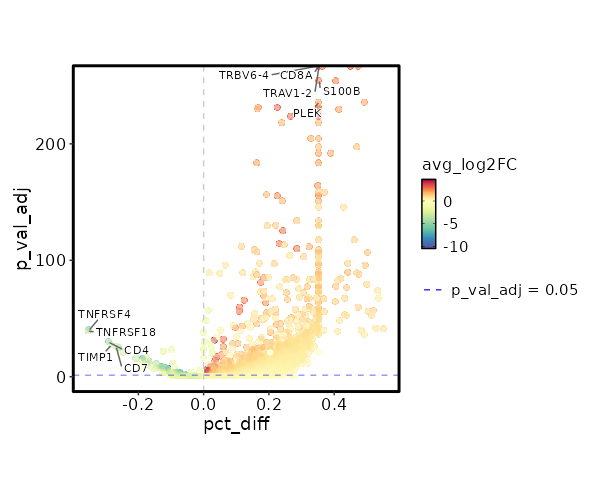 TRBV6-4 CD8A
TRAV1-2 S100B
PLEK
TNFRSF4
TNFRSF18
TIMP1 CD4
CD7
200
100
0
p_val_adj
-0.2 0.0 0.2 0.4
pct_diff
avg_log2FC
0
-5
-10
p_val_adj = 0.05